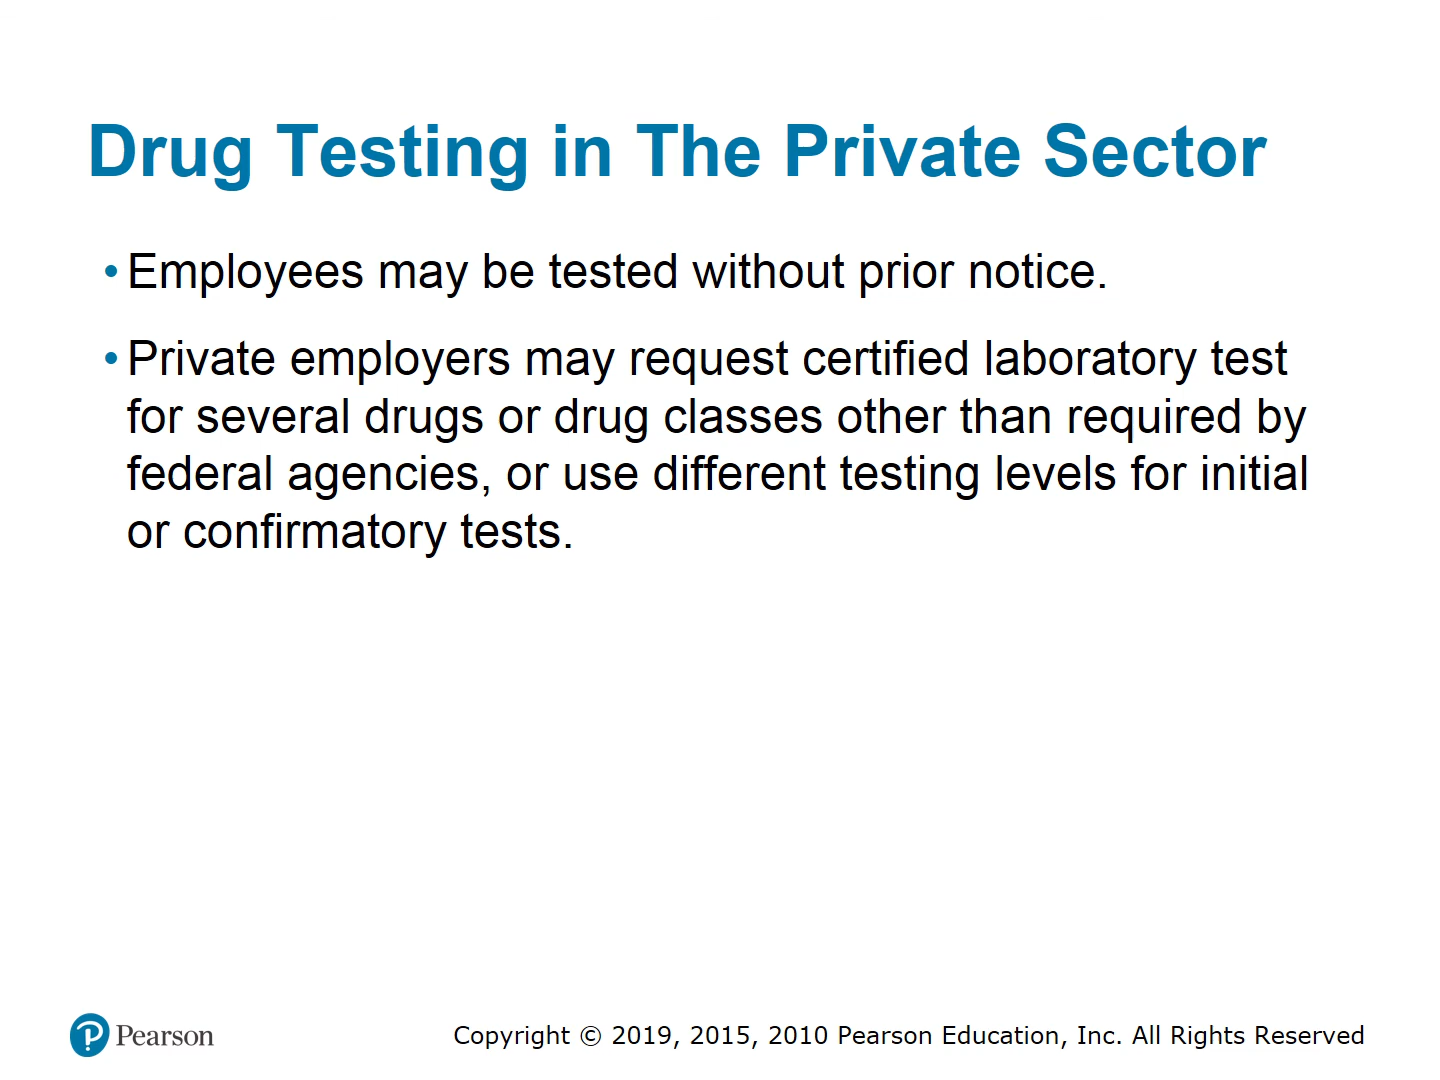 Drug Testing in The Private Sector
• Employees may be tested without prior notice.
• Private employers may request certified laboratory test
for several drugs or drug classes other than required by
federal agencies, or use different testing levels for initial
or confirmatory tests.
Pearson
Copyright © 2019, 2015, 2010 Pearson Education, Inc. All Rights Reserved